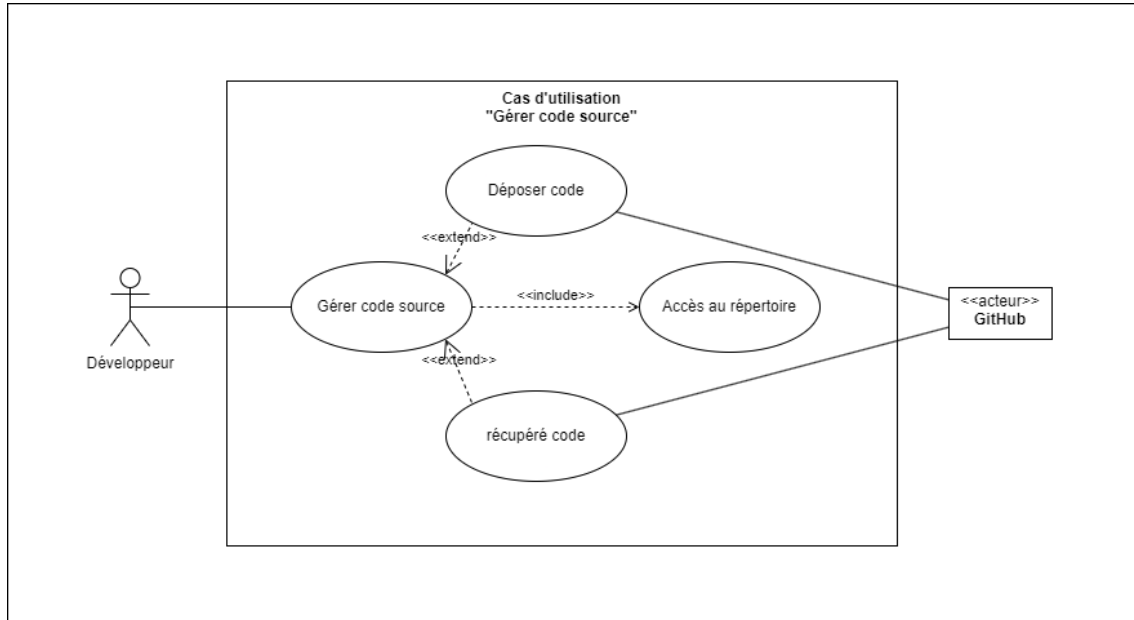 Cas d'utilisation
"Gérer code source"
Déposer code
<<extend>>
Gérer code source
<<include>>
Accès au répertoire
<<acteur>>
GitHub
Développeur
<<extend>>
récupéré code